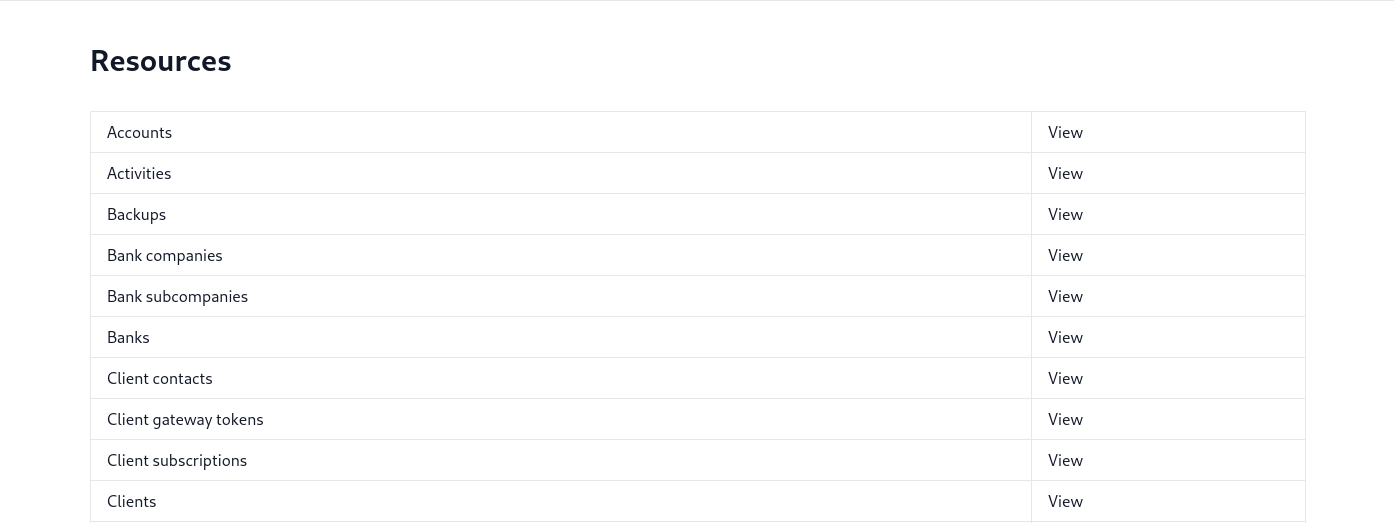 Resources
Accounts View
Activities View
Backups View
Bank companies View
Bank subcompanies View
Banks View
Client contacts View
Client gateway tokens View
Client subscriptions View
Clients View